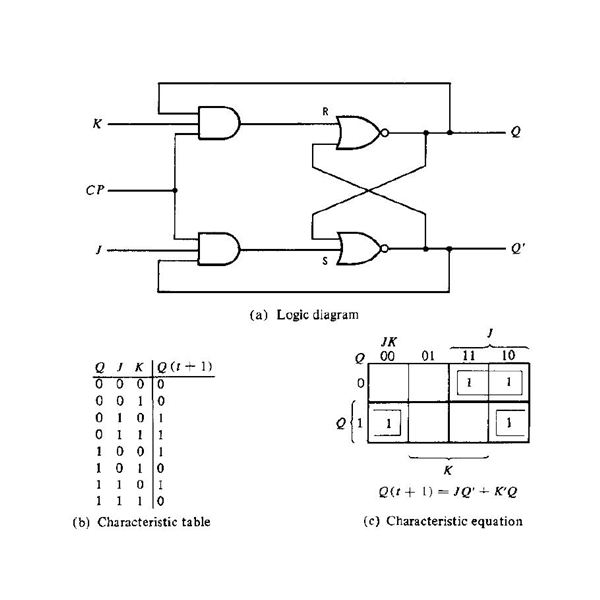 R
K
Q
CP
J
Q'
S
(a) Logic diagram
Q J K Q(t + 1)
0 0 0 0
0 0 1 0
0 1 0 1
0 1 1 1
1 0 0 1
1 0 1 0
1 1 0 1
1 1 1 0
(b) Characteristic table
J
JK
Q 00 01 11 10
0 1 1
Q 1 1 1
K
Q(t + 1) = JQ' + K'Q
(c) Characteristic equation